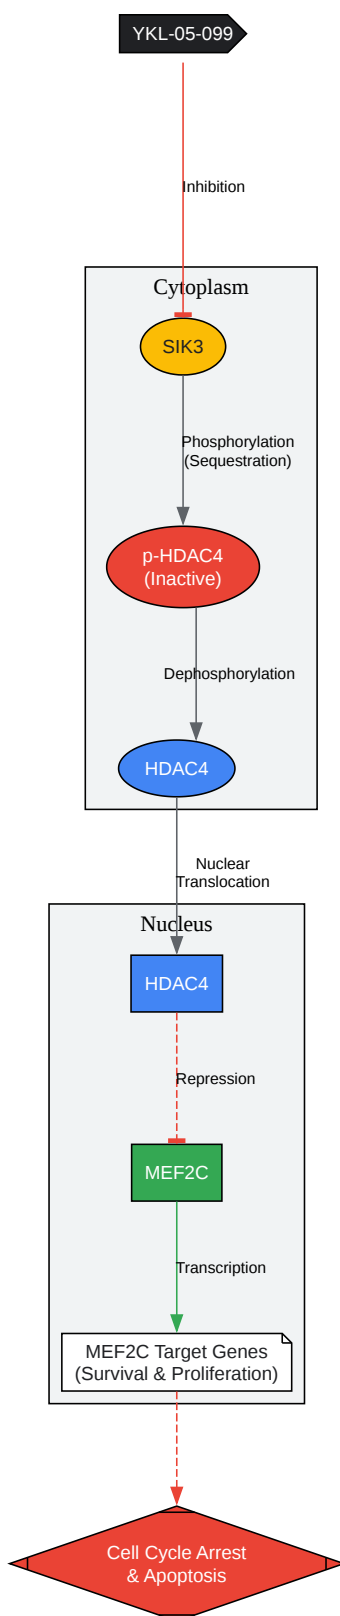 YKL-05-099
Inhibition
Cytoplasm
SIK3
Phosphorylation
(Sequestration)
p-HDAC4
(Inactive)
Dephosphorylation
HDAC4
Nuclear
Translocation
Nucleus
HDAC4
Repression
MEF2C
Transcription
MEF2C Target Genes
(Survival & Proliferation)
Cell Cycle Arrest
& Apoptosis